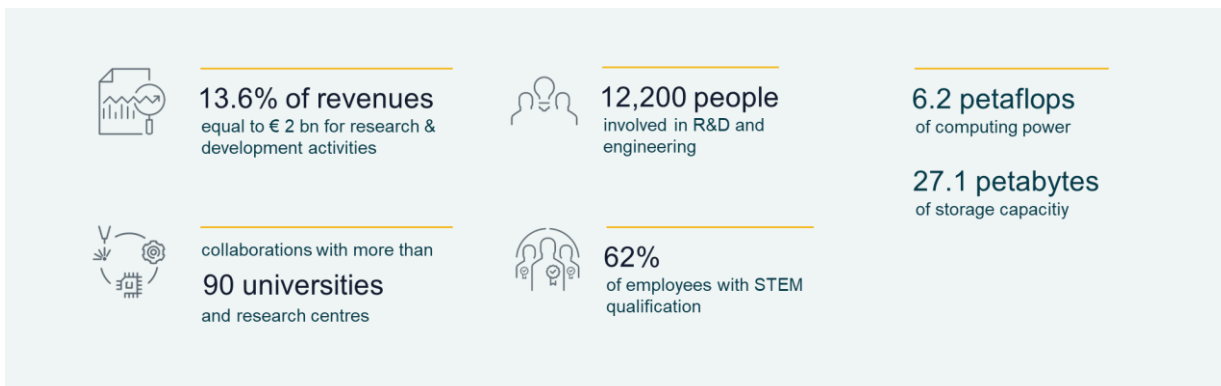 13.6% of revenues
equal to € 2 bn for research &
development activities
12,200 people
involved in R&D and
engineering
6.2 petaflops
of computing power
27.1 petabytes
of storage capacitiy
collaborations with more than
90 universities
and research centres
62%
of employees with STEM
qualification